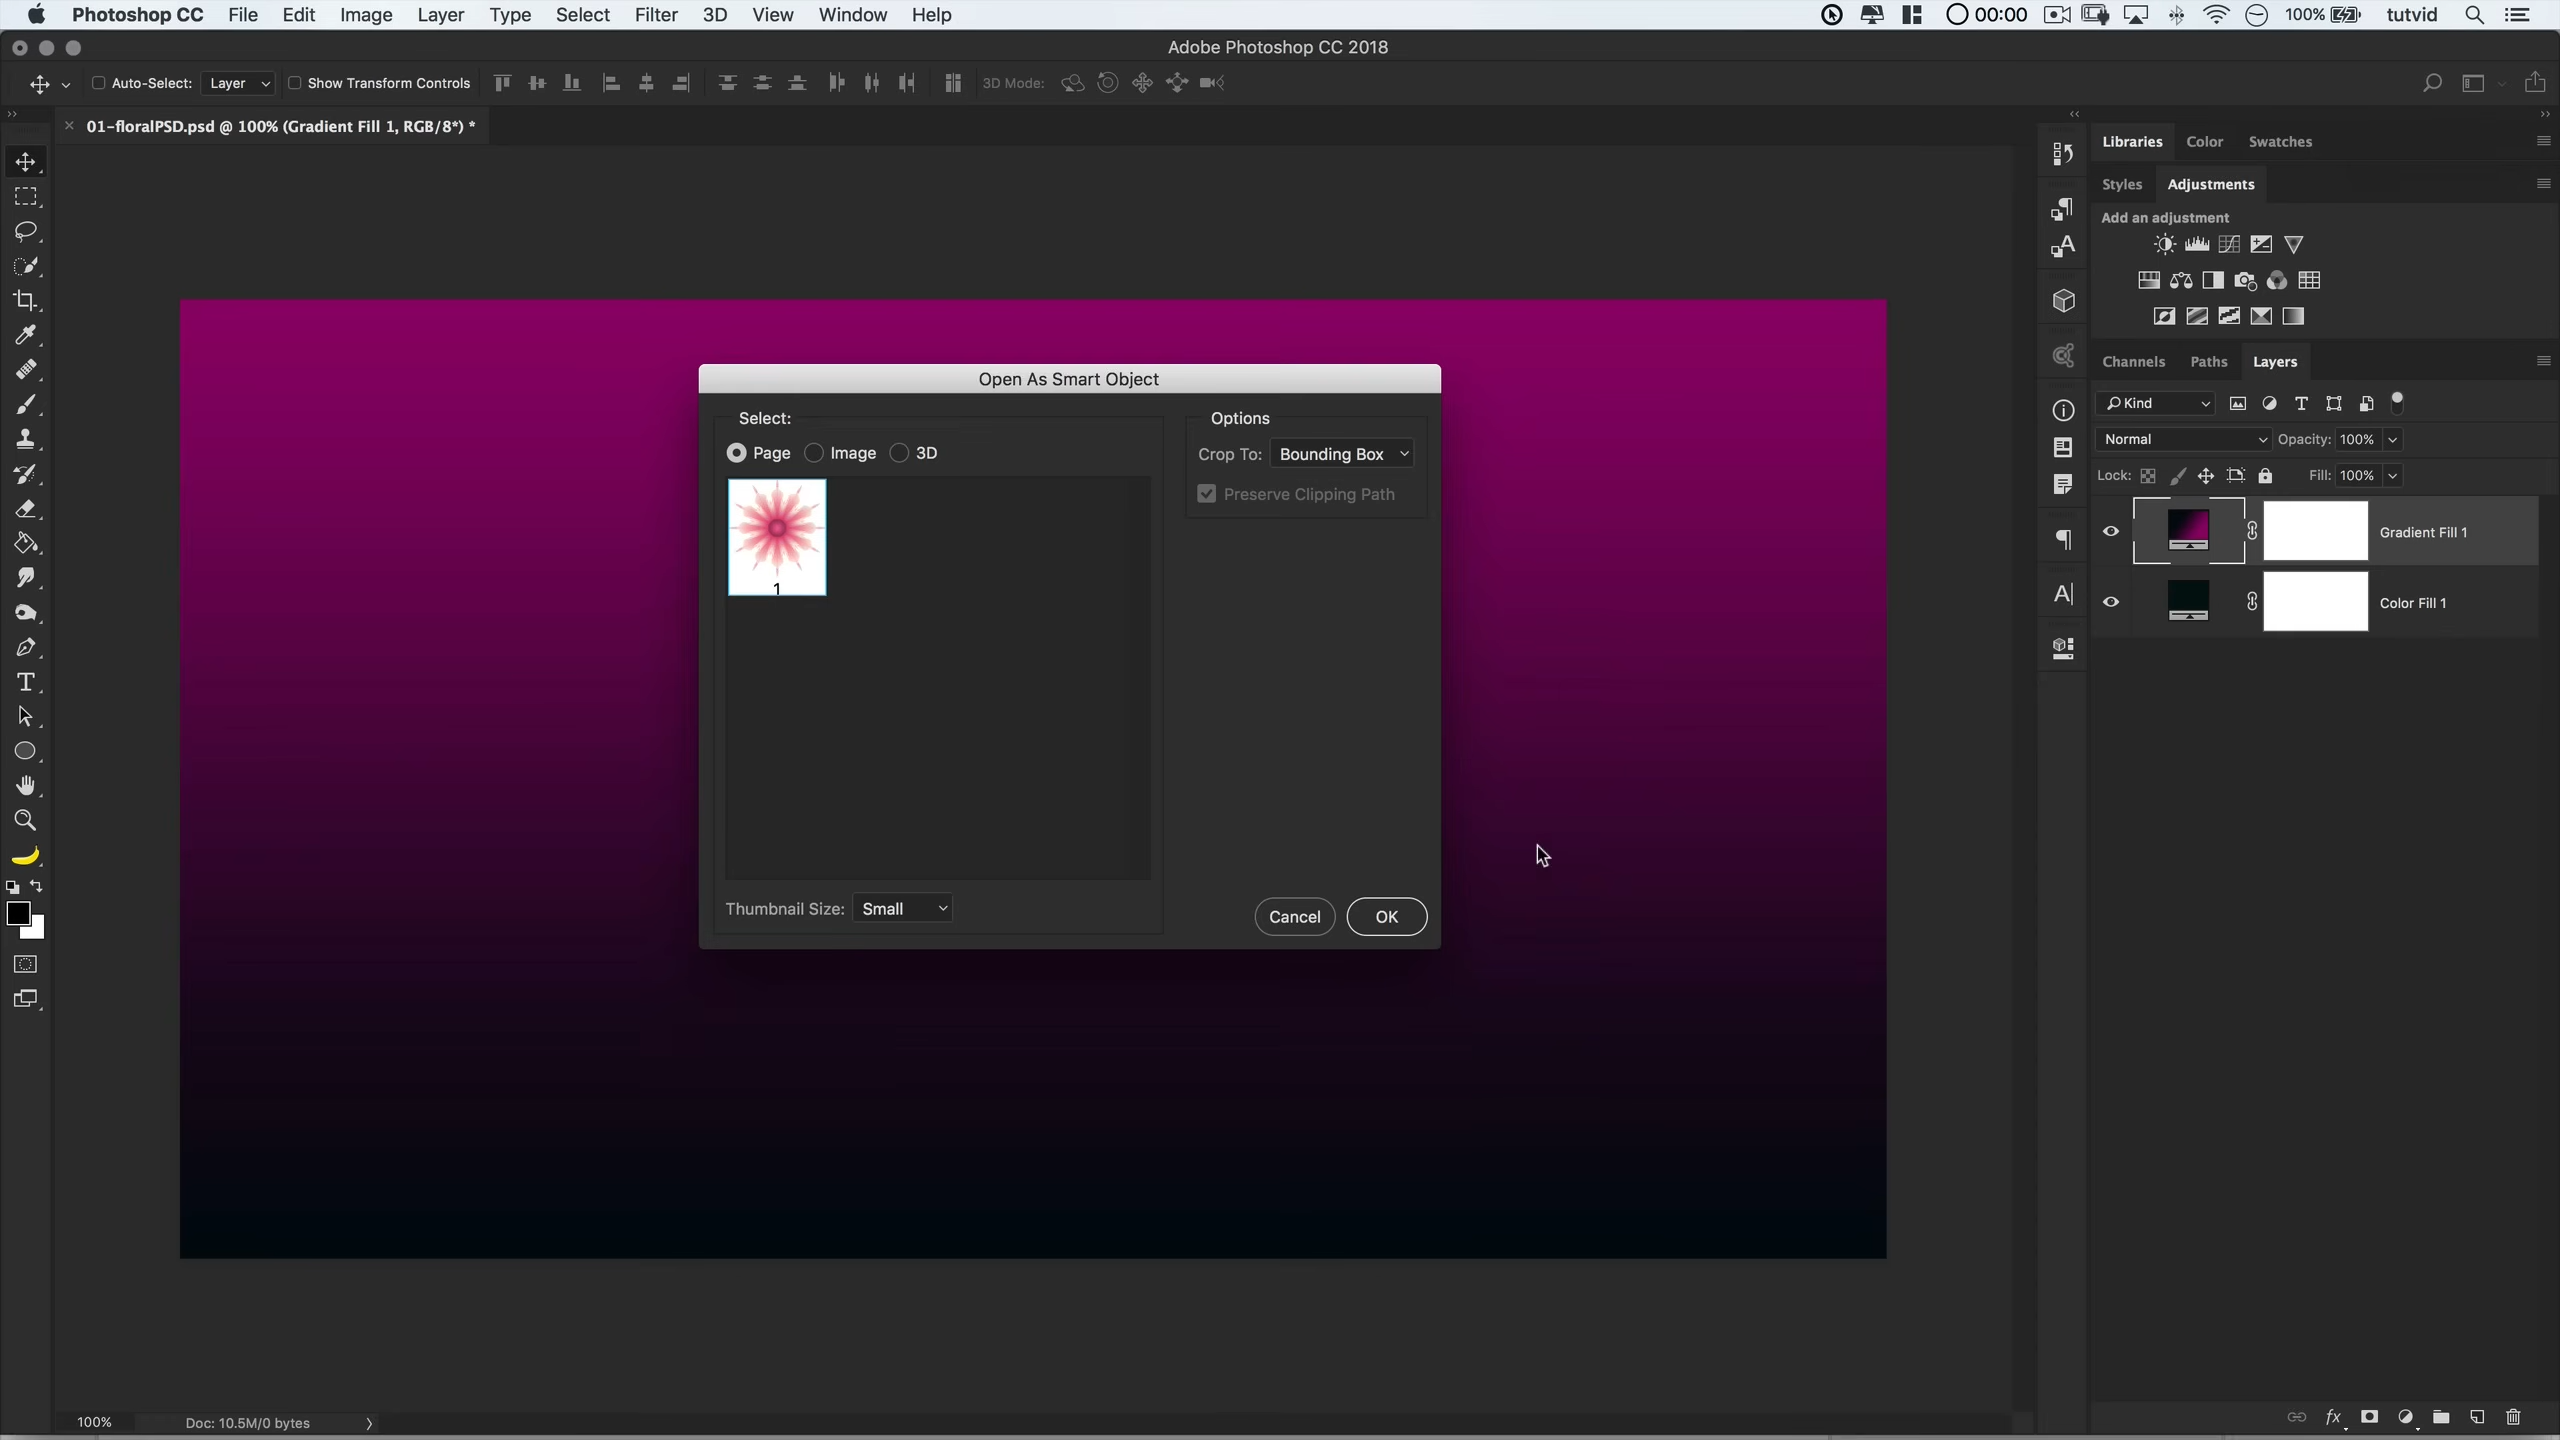 Photoshop CC File Edit Image Layer Type Select Filter 3D View Window Help 00:00 100% tutvid
Adobe Photoshop CC 2018
Auto-Select: Layer Show Transform Controls 3D Mode:
01-floralPSD.psd @ 100% (Gradient Fill 1, RGB/8*) *
Libraries Color Swatches
Styles Adjustments
Add an adjustment
Channels Paths Layers
Kind
Normal Opacity: 100%
Lock: Fill: 100%
Gradient Fill 1
Color Fill 1
Open As Smart Object
Select:
Page Image 3D
1
Thumbnail Size: Small
Options
Crop To: Bounding Box
Preserve Clipping Path
Cancel OK
100% Doc: 10.5M/0 bytes